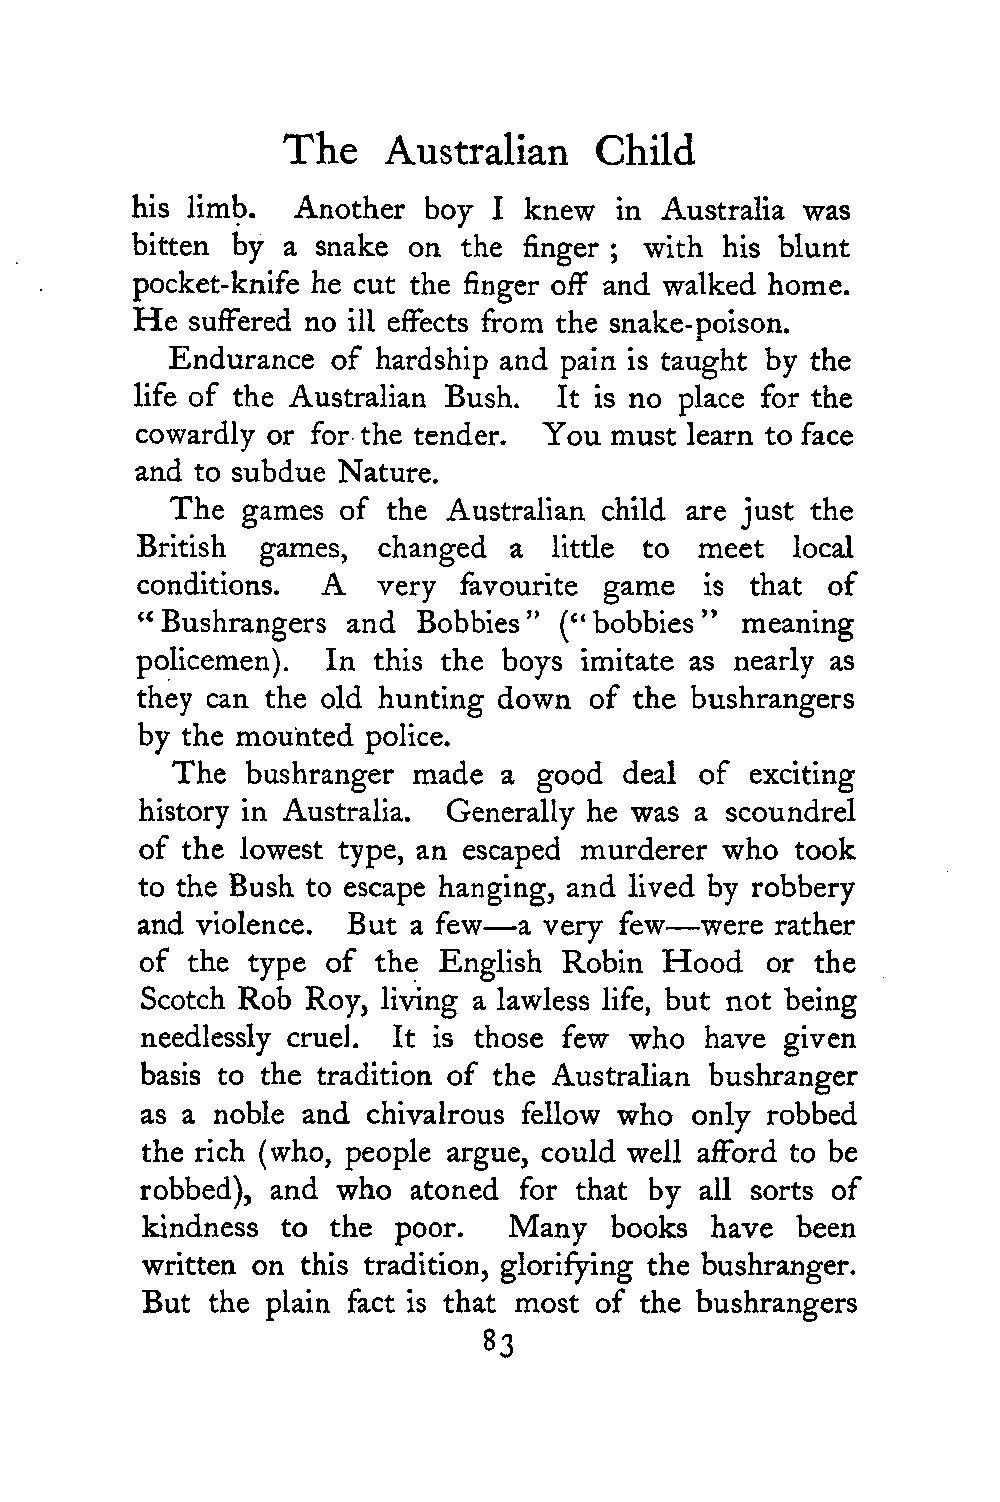 The Australian Child
his limb. Another boy I knew in Australia was
bitten by a snake on the finger ; with his blunt
pocket-knife he cut the finger off and walked home.
He suffered no ill effects from the snake-poison.
Endurance of hardship and pain is taught by the
life of the Australian Bush. It is no place for the
cowardly or for the tender. You must learn to face
and to subdue Nature.
The games of the Australian child are just the
British games, changed a little to meet local
conditions. A very favourite game is that of
“Bushrangers and Bobbies” (“bobbies” meaning
policemen). In this the boys imitate as nearly as
they can the old hunting down of the bushrangers
by the mounted police.
The bushranger made a good deal of exciting
history in Australia. Generally he was a scoundrel
of the lowest type, an escaped murderer who took
to the Bush to escape hanging, and lived by robbery
and violence. But a few—a very few—were rather
of the type of the English Robin Hood or the
Scotch Rob Roy, living a lawless life, but not being
needlessly cruel. It is those few who have given
basis to the tradition of the Australian bushranger
as a noble and chivalrous fellow who only robbed
the rich (who, people argue, could well afford to be
robbed), and who atoned for that by all sorts of
kindness to the poor. Many books have been
written on this tradition, glorifying the bushranger.
But the plain fact is that most of the bushrangers
83